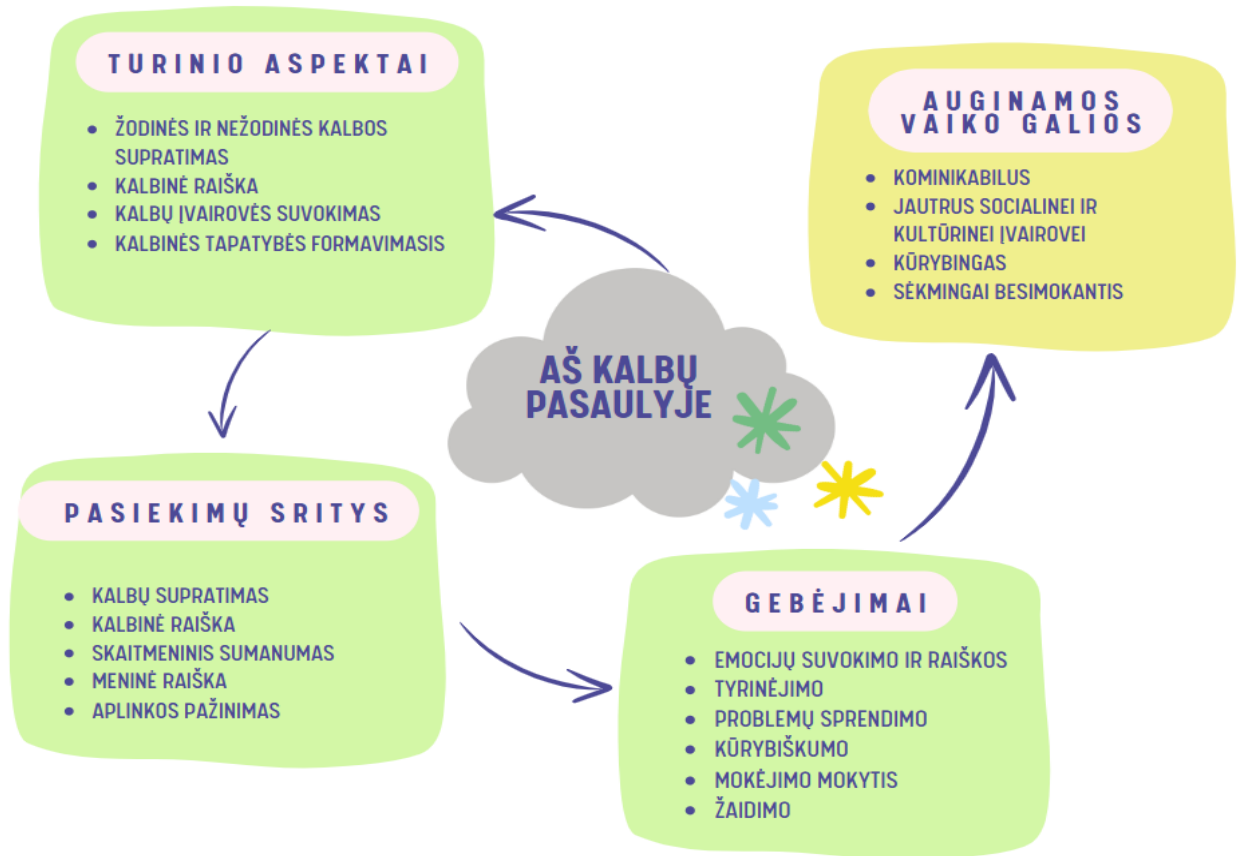 TURINIO ASPEKTAI
• ŽODINĖS IR NEŽODINĖS KALBOS
SUPRATIMAS
• KALBINĖ RAIŠKA
• KALBŲ ĮVAIROVĖS SUVOKIMAS
• KALBINĖS TAPATYBĖS FORMAVIMASIS
AUGINAMOS
VAIKO GALIOS
• KOMINIKABILUS
• JAUTRUS SOCIALINEI IR
KULTŪRINEI ĮVAIROVEI
• KŪRYBINGAS
• SĖKMINGAI BESIMOKANTIS
AŠ KALBŲ
PASAULYJE
PASIEKIMŲ SRITYS
• KALBŲ SUPRATIMAS
• KALBINĖ RAIŠKA
• SKAITMENINIS SUMANUMAS
• MENINĖ RAIŠKA
• APLINKOS PAŽINIMAS
GEBĖJIMAI
• EMOCIJŲ SUVOKIMO IR RAIŠKOS
• TYRINĖJIMO
• PROBLEMŲ SPRENDIMO
• KŪRYBIŠKUMO
• MOKĖJIMO MOKYTIS
• ŽAIDIMO